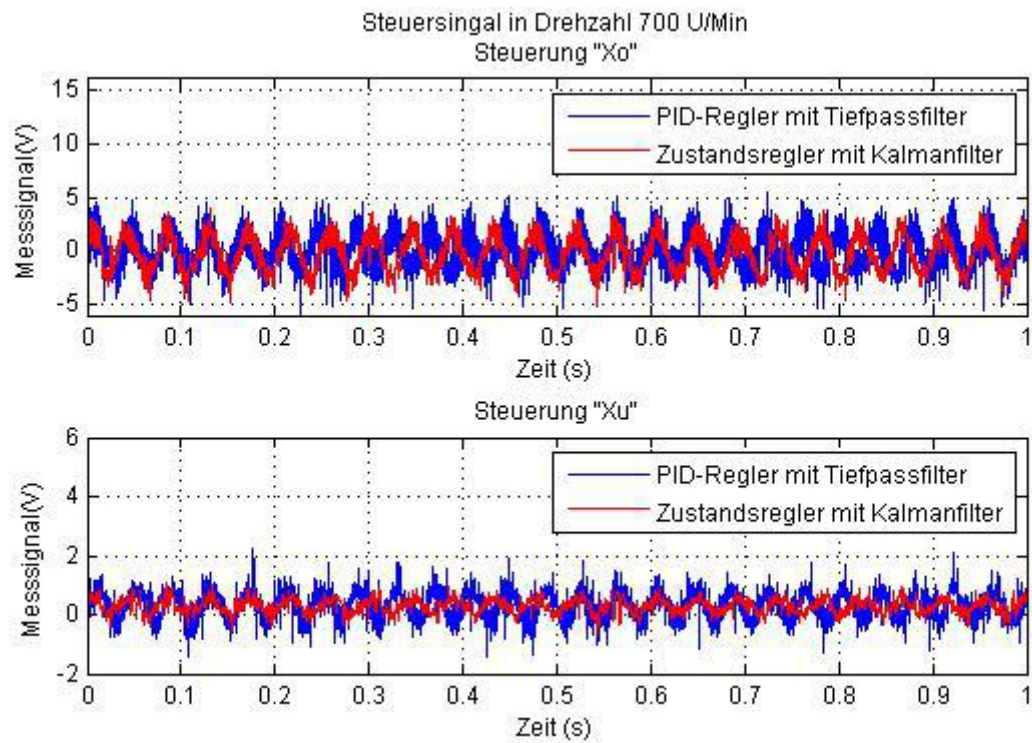 Steuersingal in Drehzahl 700 U/Min
Steuerung "Xo"
15
10
5
0
-5
Messsignal(V)
PID-Regler mit Tiefpassfilter
Zustandsregler mit Kalmanfilter
0 0.1 0.2 0.3 0.4 0.5 0.6 0.7 0.8 0.9 1
Zeit (s)
Steuerung "Xu"
6
4
2
0
-2
Messsignal(V)
PID-Regler mit Tiefpassfilter
Zustandsregler mit Kalmanfilter
0 0.1 0.2 0.3 0.4 0.5 0.6 0.7 0.8 0.9 1
Zeit (s)